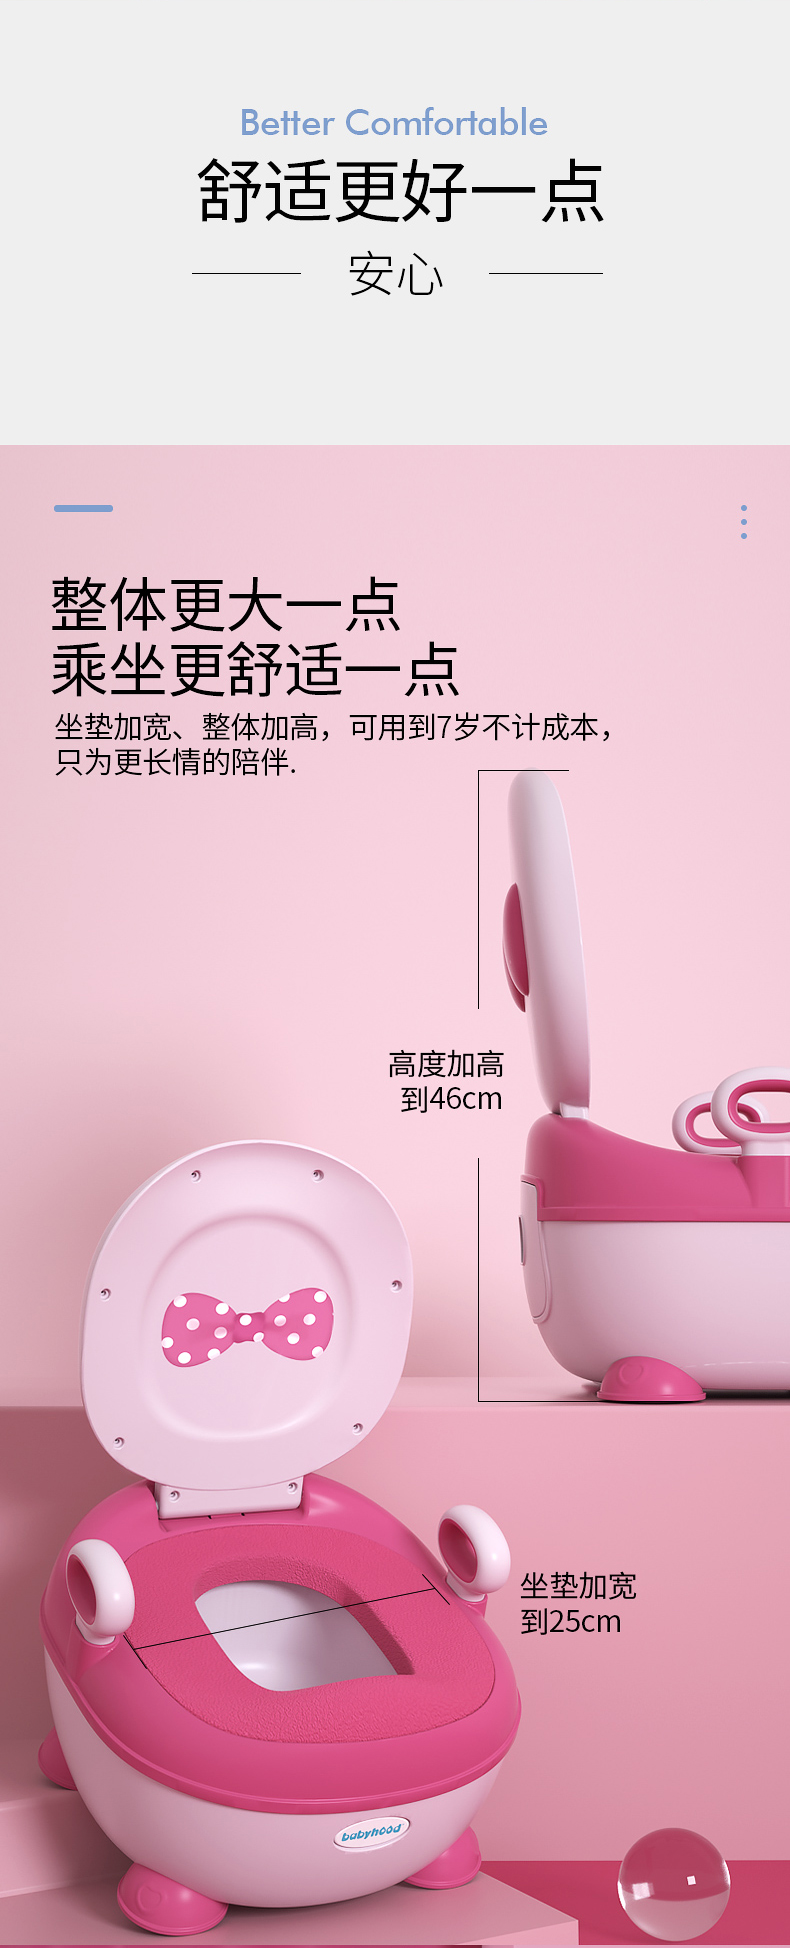 Better Comfortable
舒适更好一点
安心
整体更大一点
乘坐更舒适一点
坐垫加宽、整体加高，可用到7岁不计成本，
只为更长情的陪伴.
高度加高
到46cm
坐垫加宽
到25cm
babyhood